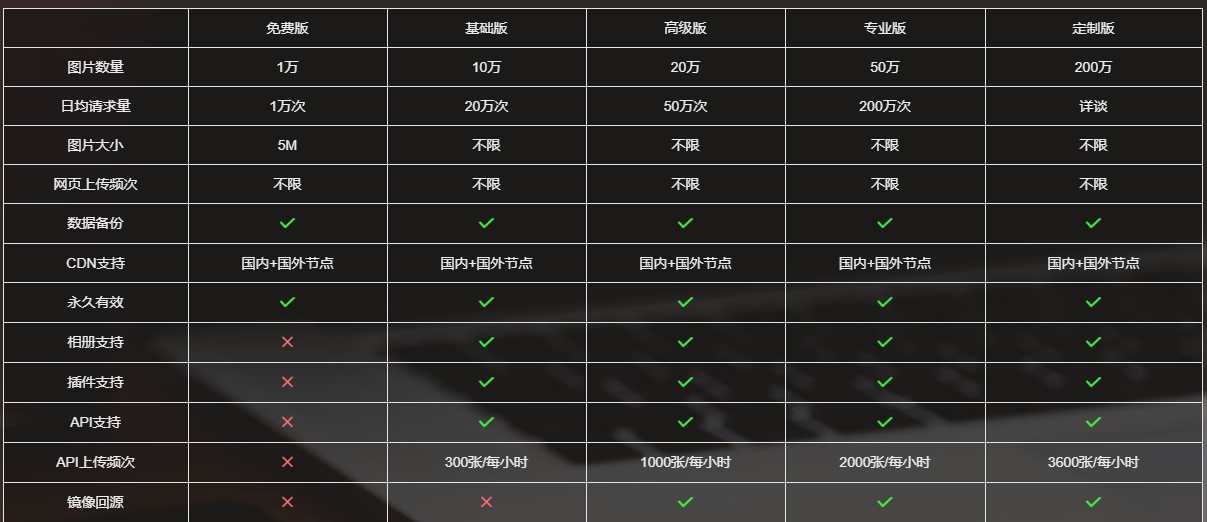 免费版 基础版 高级版 专业版 定制版
图片数量 1万 10万 20万 50万 200万
日均请求量 1万次 20万次 50万次 200万次 详谈
图片大小 5M 不限 不限 不限 不限
网页上传频次 不限 不限 不限 不限 不限
数据备份
CDN支持 国内+国外节点 国内+国外节点 国内+国外节点 国内+国外节点 国内+国外节点
永久有效
相册支持
插件支持
API支持
API上传频次 300张/每小时 1000张/每小时 2000张/每小时 3600张/每小时
镜像回源